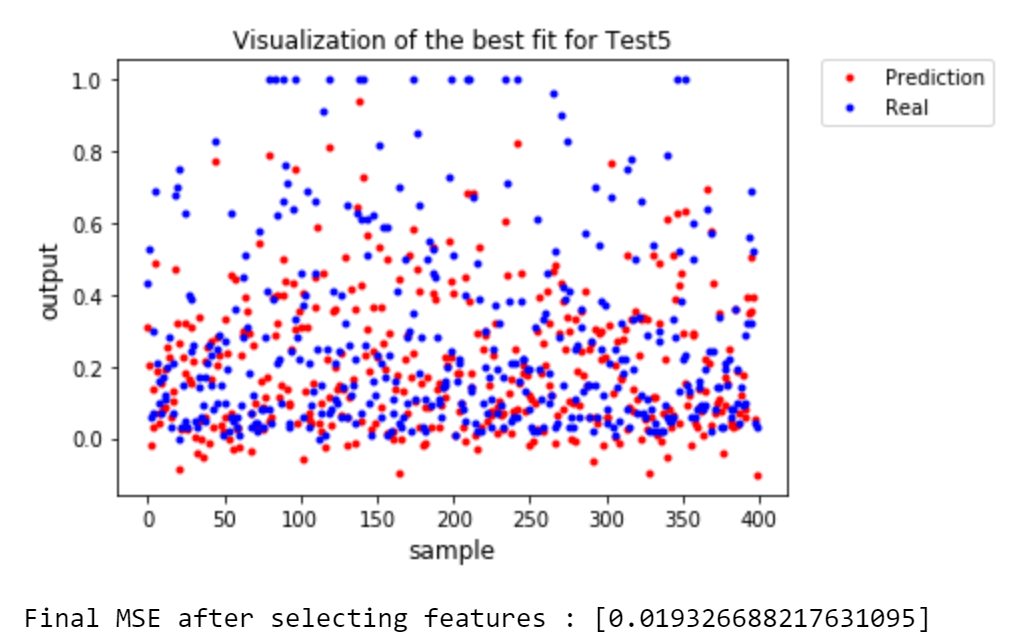 Visualization of the best fit for Test5
Prediction
Real
1.0
0.8
0.6
0.4
0.2
0.0
output
0 50 100 150 200 250 300 350 400
sample
Final MSE after selecting features : [0.019326688217631095]